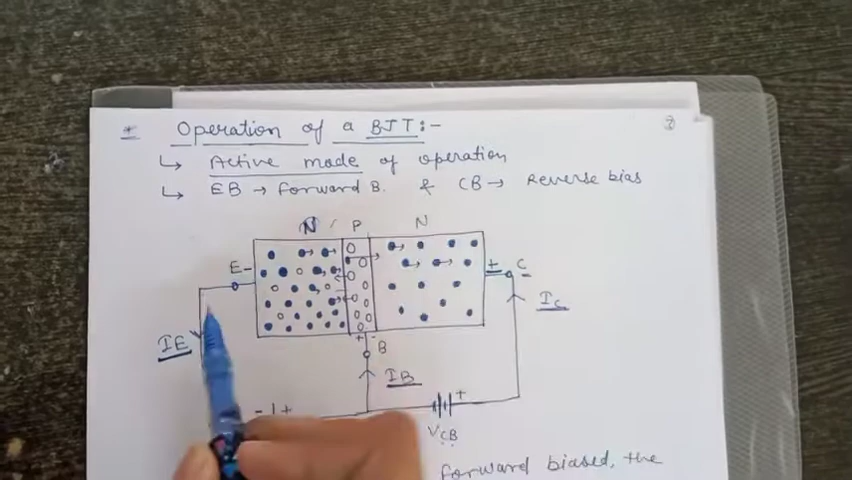 * Operation of a BJT:-
②
↳ Active mode of operation
↳ EB → forward B. & CB → Reverse bias
N P N
E - + C
IE
IC
+ -
B
IB
- + +
VCB
forward biased, the